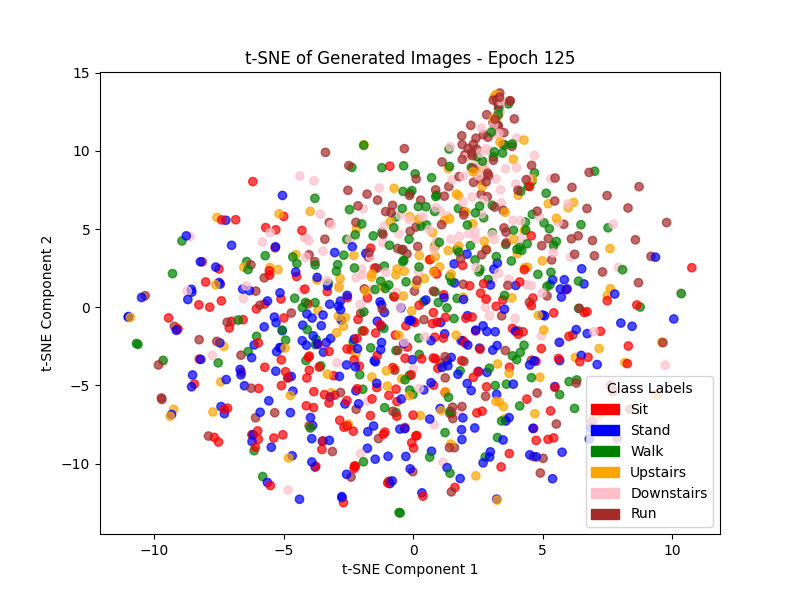 t-SNE of Generated Images - Epoch 125
15
10
5
0
−5
−10
t-SNE Component 2
−10
−5
0
5
10
t-SNE Component 1
Class Labels
Sit
Stand
Walk
Upstairs
Downstairs
Run